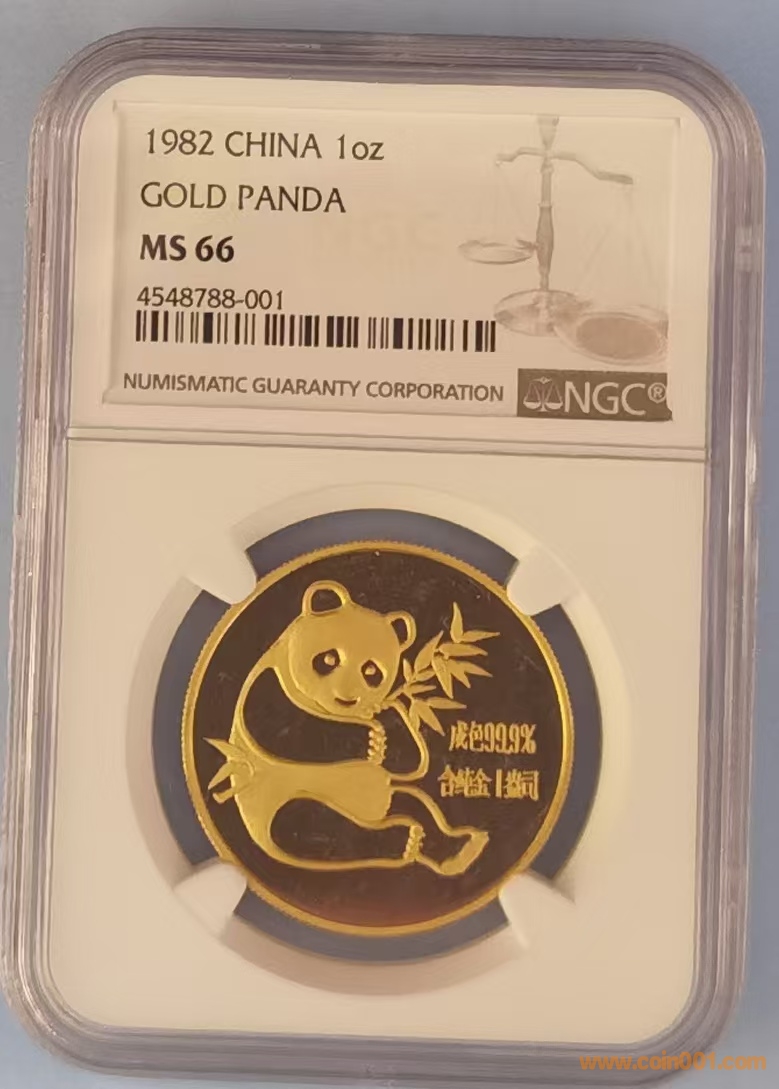 1982 CHINA 1oz
GOLD PANDA
MS 66
4548788-001
NUMISMATIC GUARANTY CORPORATION
NGC®
成色99.9%
含纯金1盎司
www.coin001.com